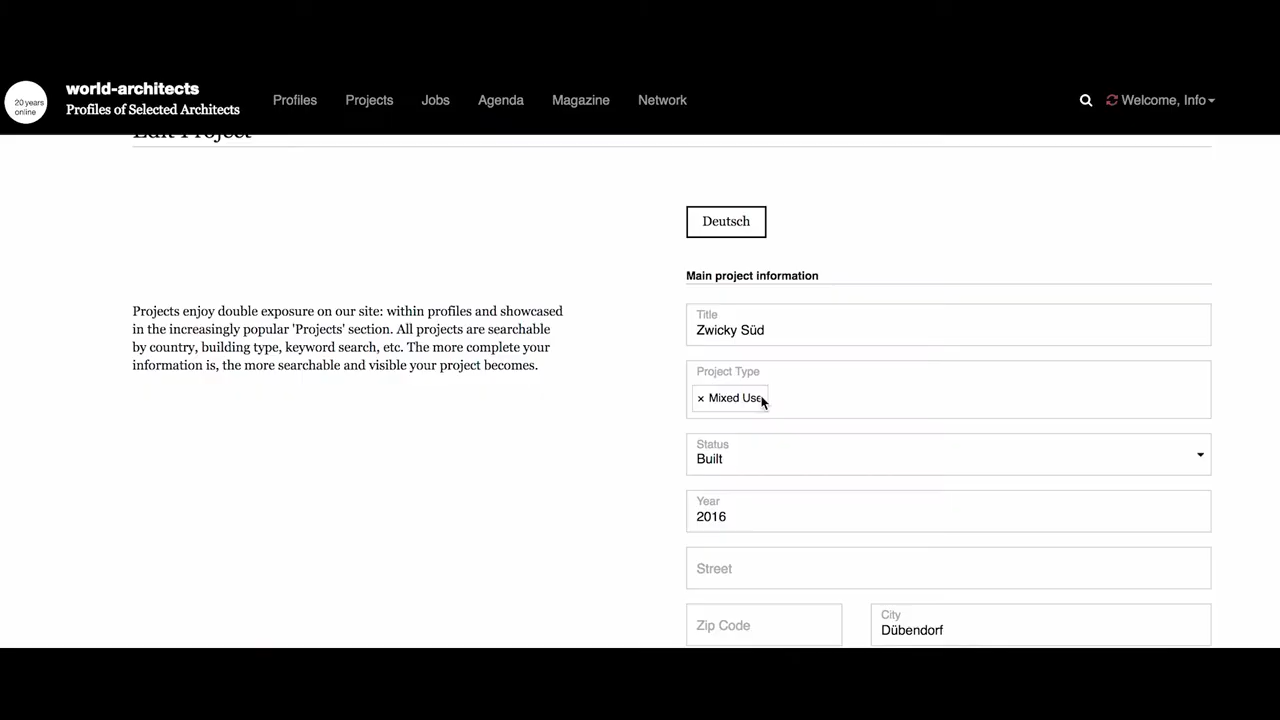 20 years
online
world-architects
Profiles of Selected Architects
Profiles
Projects
Jobs
Agenda
Magazine
Network
Welcome, Info
Edit Project
Deutsch
Main project information
Projects enjoy double exposure on our site: within profiles and showcased
in the increasingly popular 'Projects' section. All projects are searchable
by country, building type, keyword search, etc. The more complete your
information is, the more searchable and visible your project becomes.
Title
Zwicky Süd
Project Type
× Mixed Use
Status
Built
Year
2016
Street
Zip Code
City
Dübendorf